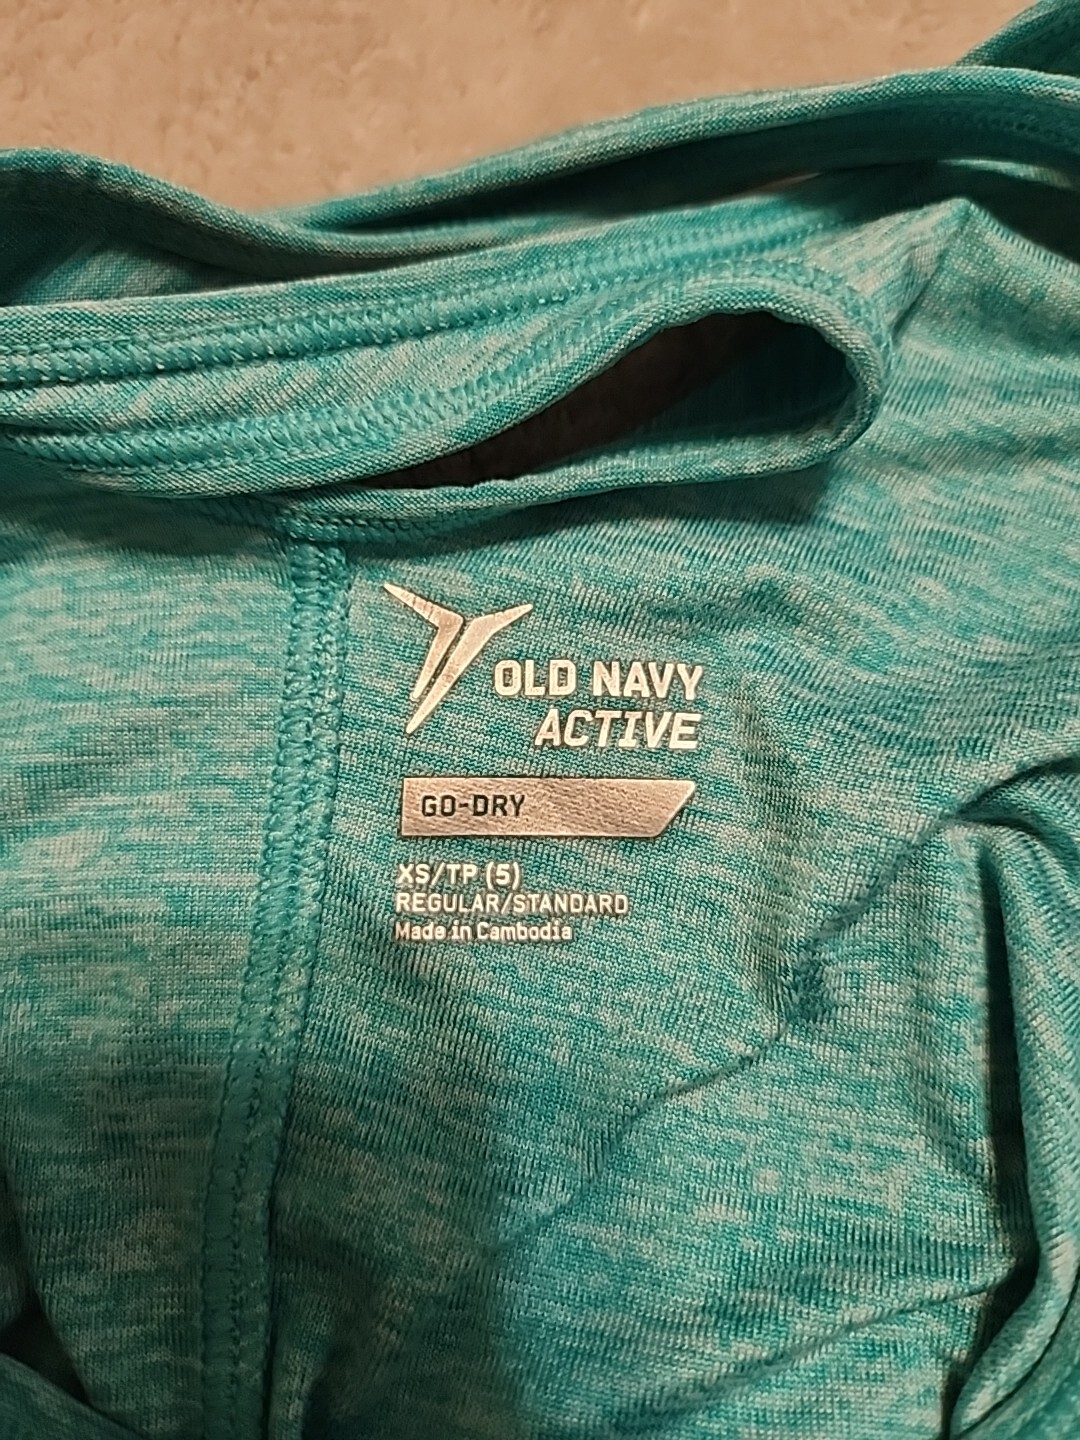 OLD NAVY
ACTIVE
GO-DRY
XS/TP (5)
REGULAR/STANDARD
Made in Cambodia